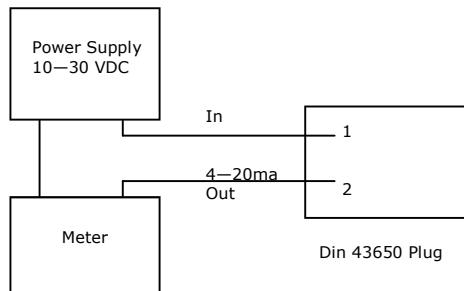 Power Supply
10—30 VDC
In
1
4—20ma
Out
2
Meter
Din 43650 Plug